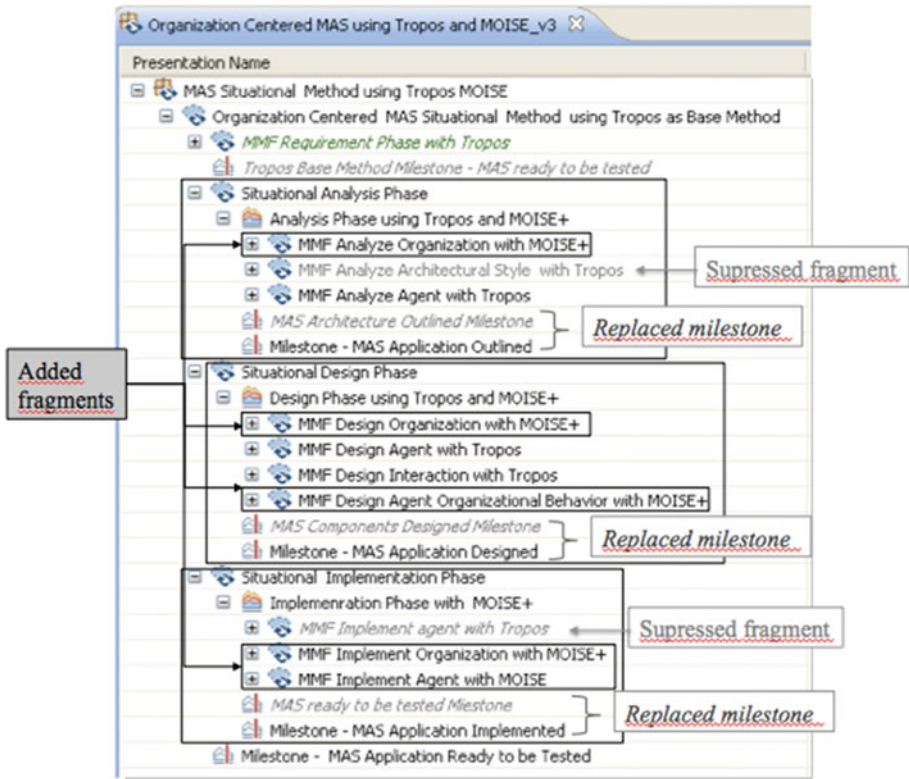 Organization Centered MAS using Tropos and MOISE_v3
Presentation Name
MAS Situational Method using Tropos MOISE
Organization Centered MAS Situational Method using Tropos as Base Method
MMF Requirement Phase with Tropos
Tropos Base Method Milestone - MAS ready to be tested
Situational Analysis Phase
Analysis Phase using Tropos and MOISE+
MMF Analyze Organization with MOISE+
MMF Analyze Architectural Style with Tropos
Supressed fragment
MMF Analyze Agent with Tropos
MAS Architecture Outlined Milestone
Replaced milestone
Milestone - MAS Application Outlined
Added
fragments
Situational Design Phase
Design Phase using Tropos and MOISE+
MMF Design Organization with MOISE+
MMF Design Agent with Tropos
MMF Design Interaction with Tropos
MMF Design Agent Organizational Behavior with MOISE+
MAS Components Designed Milestone
Replaced milestone
Milestone - MAS Application Designed
Situational Implementation Phase
Implemenration Phase with MOISE+
MMF Implement agent with Tropos
Supressed fragment
MMF Implement Organization with MOISE+
MMF Implement Agent with MOISE
MAS ready to be tested Miestone
Replaced milestone
Milestone - MAS Application Implemented
Milestone - MAS Application Ready to be Tested